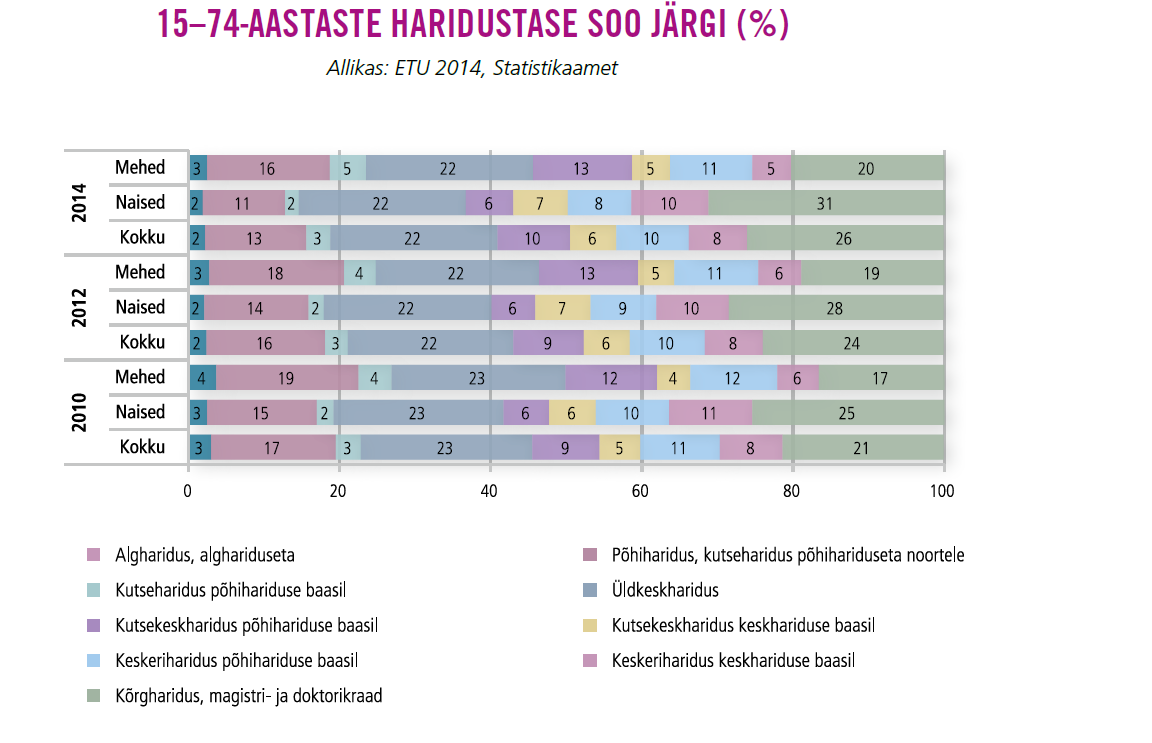 15–74-AASTASTE HARIDUSTASE SOO JÄRGI (%)
Allikas: ETU 2014, Statistikaamet
2014
Mehed 3 16 5 22 13 5 11 5 20
Naised 2 11 2 22 6 7 8 10 31
Kokku 2 13 3 22 10 6 10 8 26
2012
Mehed 3 18 4 22 13 5 11 6 19
Naised 2 14 2 22 6 7 9 10 28
Kokku 2 16 3 22 9 6 10 8 24
2010
Mehed 4 19 4 23 12 4 12 6 17
Naised 3 15 2 23 6 6 10 11 25
Kokku 3 17 3 23 9 5 11 8 21
0 20 40 60 80 100
Algharidus, alghariduseta
Põhiharidus, kutseharidus põhihariduseta noortele
Kutseharidus põhihariduse baasil
Üldkeskharidus
Kutsekeskharidus põhihariduse baasil
Kutsekeskharidus keskhariduse baasil
Keskeriharidus põhihariduse baasil
Keskeriharidus keskhariduse baasil
Kõrgharidus, magistri- ja doktorikraad